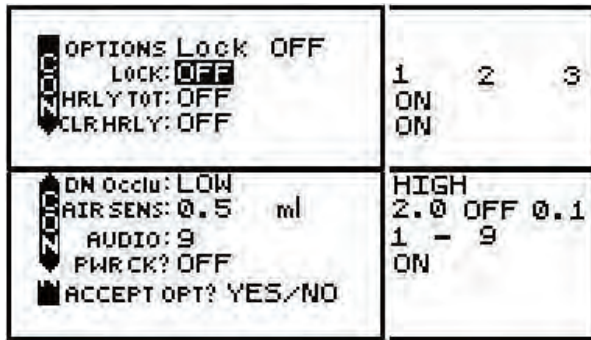 OPTIONS Lock OFF
LOCK: OFF
HRLY TOT: OFF
CLR HRLY: OFF
CON
1 2 3
ON
ON
DN Occlu: LOW
AIR SENS: 0.5 ml
AUDIO: 9
PWR CK? OFF
ACCEPT OPT? YES/NO
CON
HIGH
2.0 OFF 0.1
1 - 9
ON